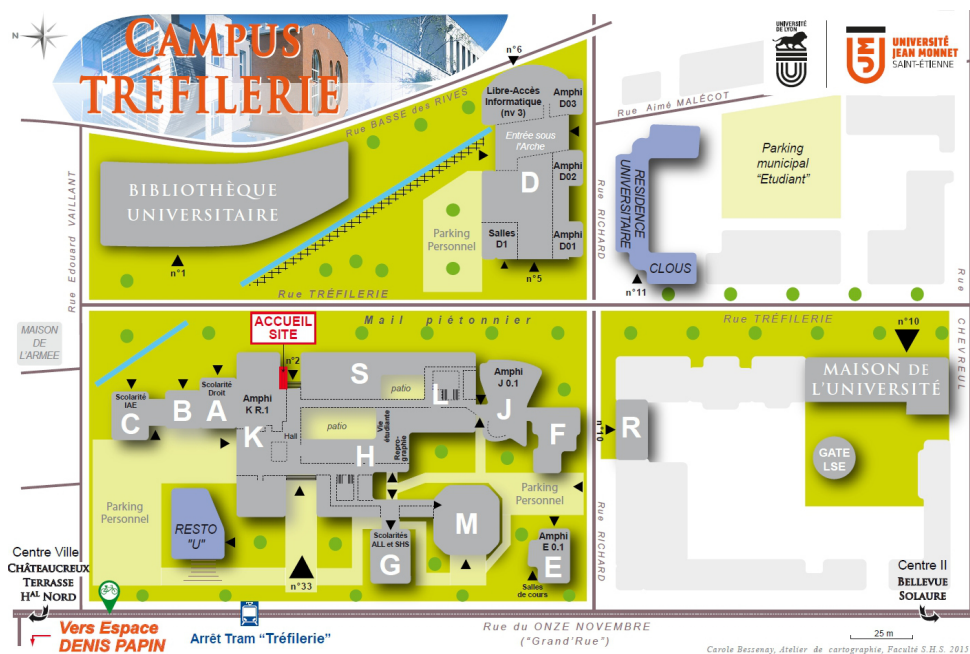 N
CAMPUS
TRÉFILERIE
UNIVERSITÉ
DE LYON
UNIVERSITÉ
JEAN MONNET
SAINT-ÉTIENNE
n°6
Libre-Accès
Informatique
(nv 3)
Amphi
D03
Entrée sous
l'Arche
D
Amphi
D02
Salles
D1
Amphi
D01
n°5
Rue BASSE des RIVES
Rue Aimé MALÉCOT
Parking
municipal
"Etudiant"
RESIDENCE
UNIVERSITAIRE
CLOUS
n°11
Rue RICHARD
BIBLIOTHÈQUE
UNIVERSITAIRE
n°1
Parking
Personnel
Rue Edouard VAILLANT
Rue TRÉFILERIE
Rue
CHEVREUL
Mail piétonnier
Rue TRÉFILERIE
MAISON
DE
L'ARMEE
ACCUEIL
SITE
n°2
n°10
MAISON DE
L'UNIVERSITÉ
Scolarité
IAE
C
B
Scolarité
Droit
A
Amphi
K R.1
K
Hall
S
patio
patio
L
Vie
étudiante
Repro-
graphie
H
Amphi
J 0.1
J
F
n°10
R
GATE
LSE
Parking
Personnel
RESTO
"U"
n°33
Scolarités
ALL et SHS
G
M
Parking
Personnel
Amphi
E 0.1
E
Salles
de cours
Rue RICHARD
Centre Ville
CHÂTEAUCREUX
TERRASSE
HAL NORD
Centre II
BELLEVUE
SOLAURE
Vers Espace
DENIS PAPIN
Arrêt Tram "Tréfilerie"
Rue du ONZE NOVEMBRE
("Grand'Rue")
25 m
Carole Bessenay, Atelier de cartographie, Faculté S.H.S. 2015